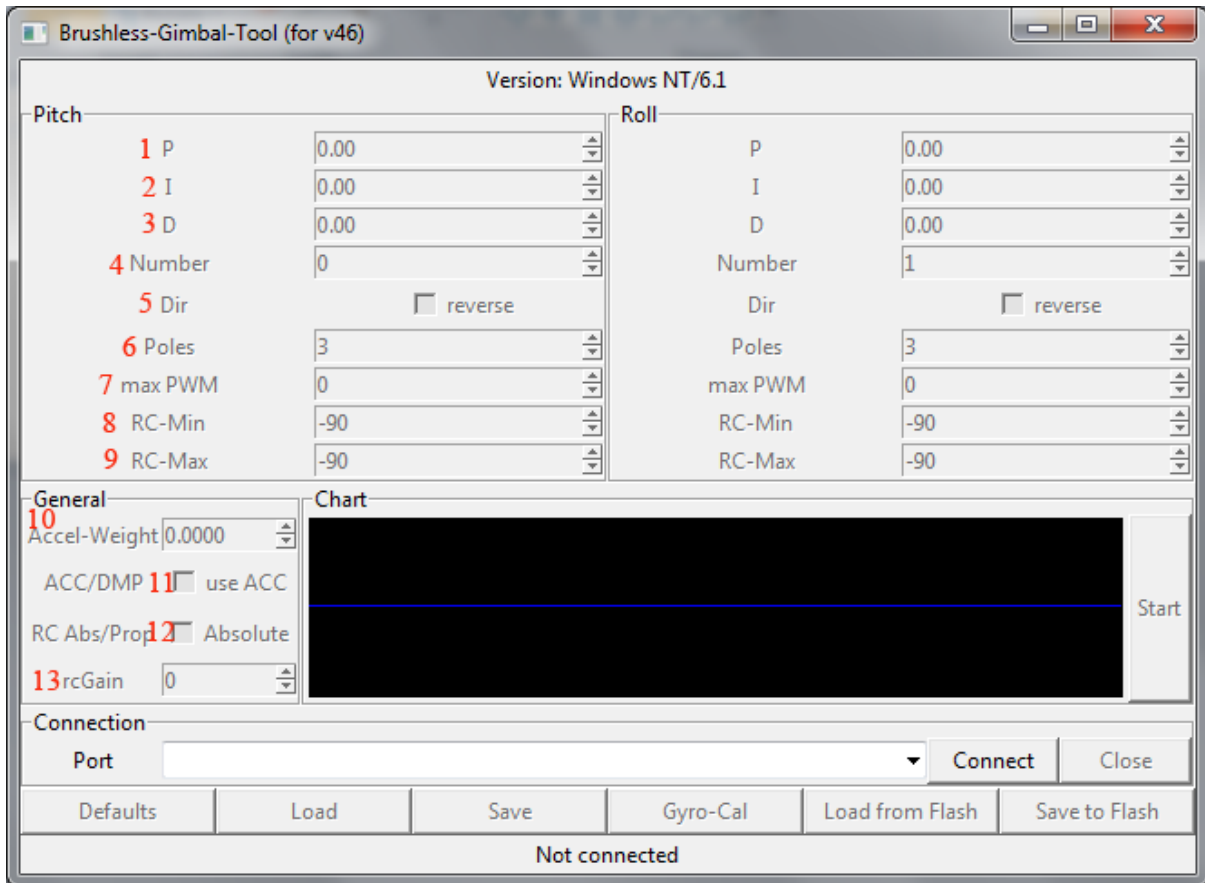 Brushless-Gimbal-Tool (for v46)
Version: Windows NT/6.1
Pitch
1 P 0.00
2 I 0.00
3 D 0.00
4 Number 0
5 Dir reverse
6 Poles 3
7 max PWM 0
8 RC-Min -90
9 RC-Max -90
Roll
P 0.00
I 0.00
D 0.00
Number 1
Dir reverse
Poles 3
max PWM 0
RC-Min -90
RC-Max -90
General
10
Accel-Weight 0.0000
ACC/DMP 11 use ACC
RC Abs/Prop 12 Absolute
13 rcGain 0
Chart
Start
Connection
Port Connect Close
Defaults Load Save Gyro-Cal Load from Flash Save to Flash
Not connected